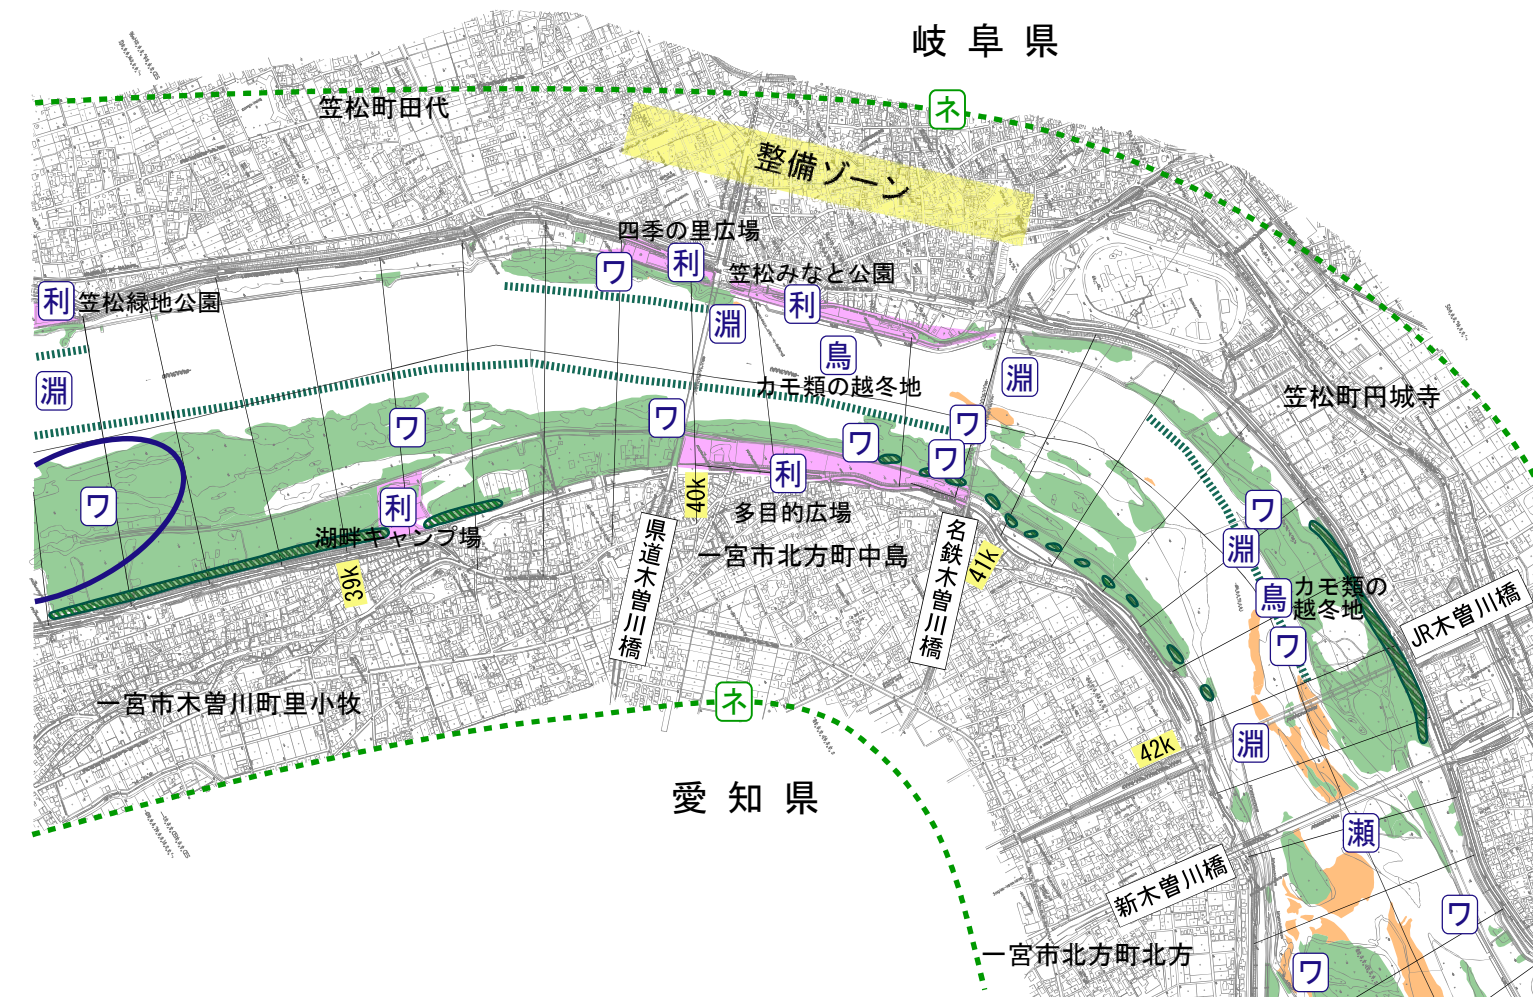 岐阜県
ネ
笠松町田代
整備ゾーン
四季の里広場
ワ
利
笠松みなと公園
利
利
笠松緑地公園
淵
鳥
カモ類の越冬地
淵
淵
笠松町円城寺
ワ
ワ
ワ
ワ
ワ
利
利
ワ
40k
多目的広場
湖畔キャンプ場
39k
県道木曽川橋
一宮市北方町中島
名鉄木曽川橋
41k
ワ
淵
鳥
カモ類の
越冬地
ワ
JR木曽川橋
一宮市木曽川町里小牧
ネ
42k
淵
愛知県
瀬
新木曽川橋
ワ
一宮市北方町北方
ワ